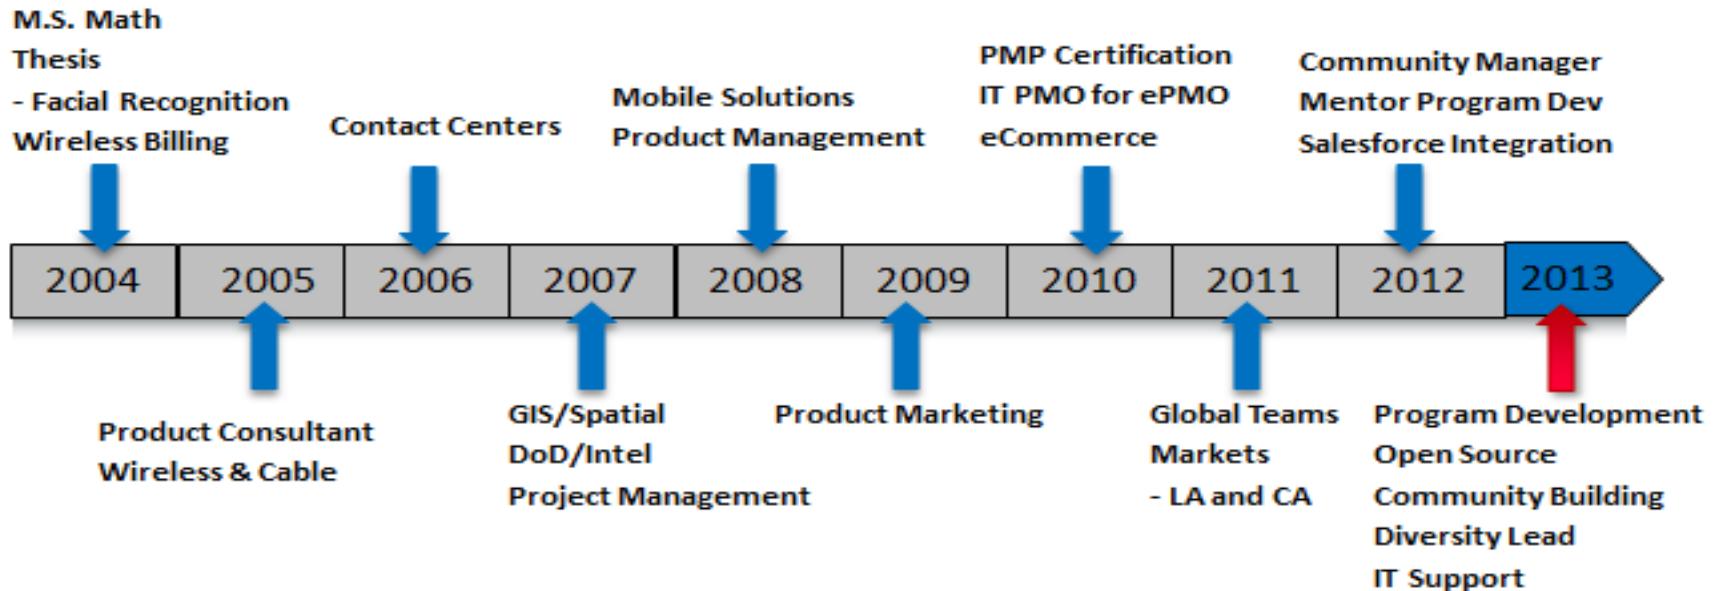 M.S. Math
Thesis
- Facial Recognition
Wireless Billing
Contact Centers
Mobile Solutions
Product Management
PMP Certification
IT PMO for ePMO
eCommerce
Community Manager
Mentor Program Dev
Salesforce Integration
2004 2005 2006 2007 2008 2009 2010 2011 2012 2013
Product Consultant
Wireless & Cable
GIS/Spatial
DoD/Intel
Project Management
Product Marketing
Global Teams
Markets
- LA and CA
Program Development
Open Source
Community Building
Diversity Lead
IT Support